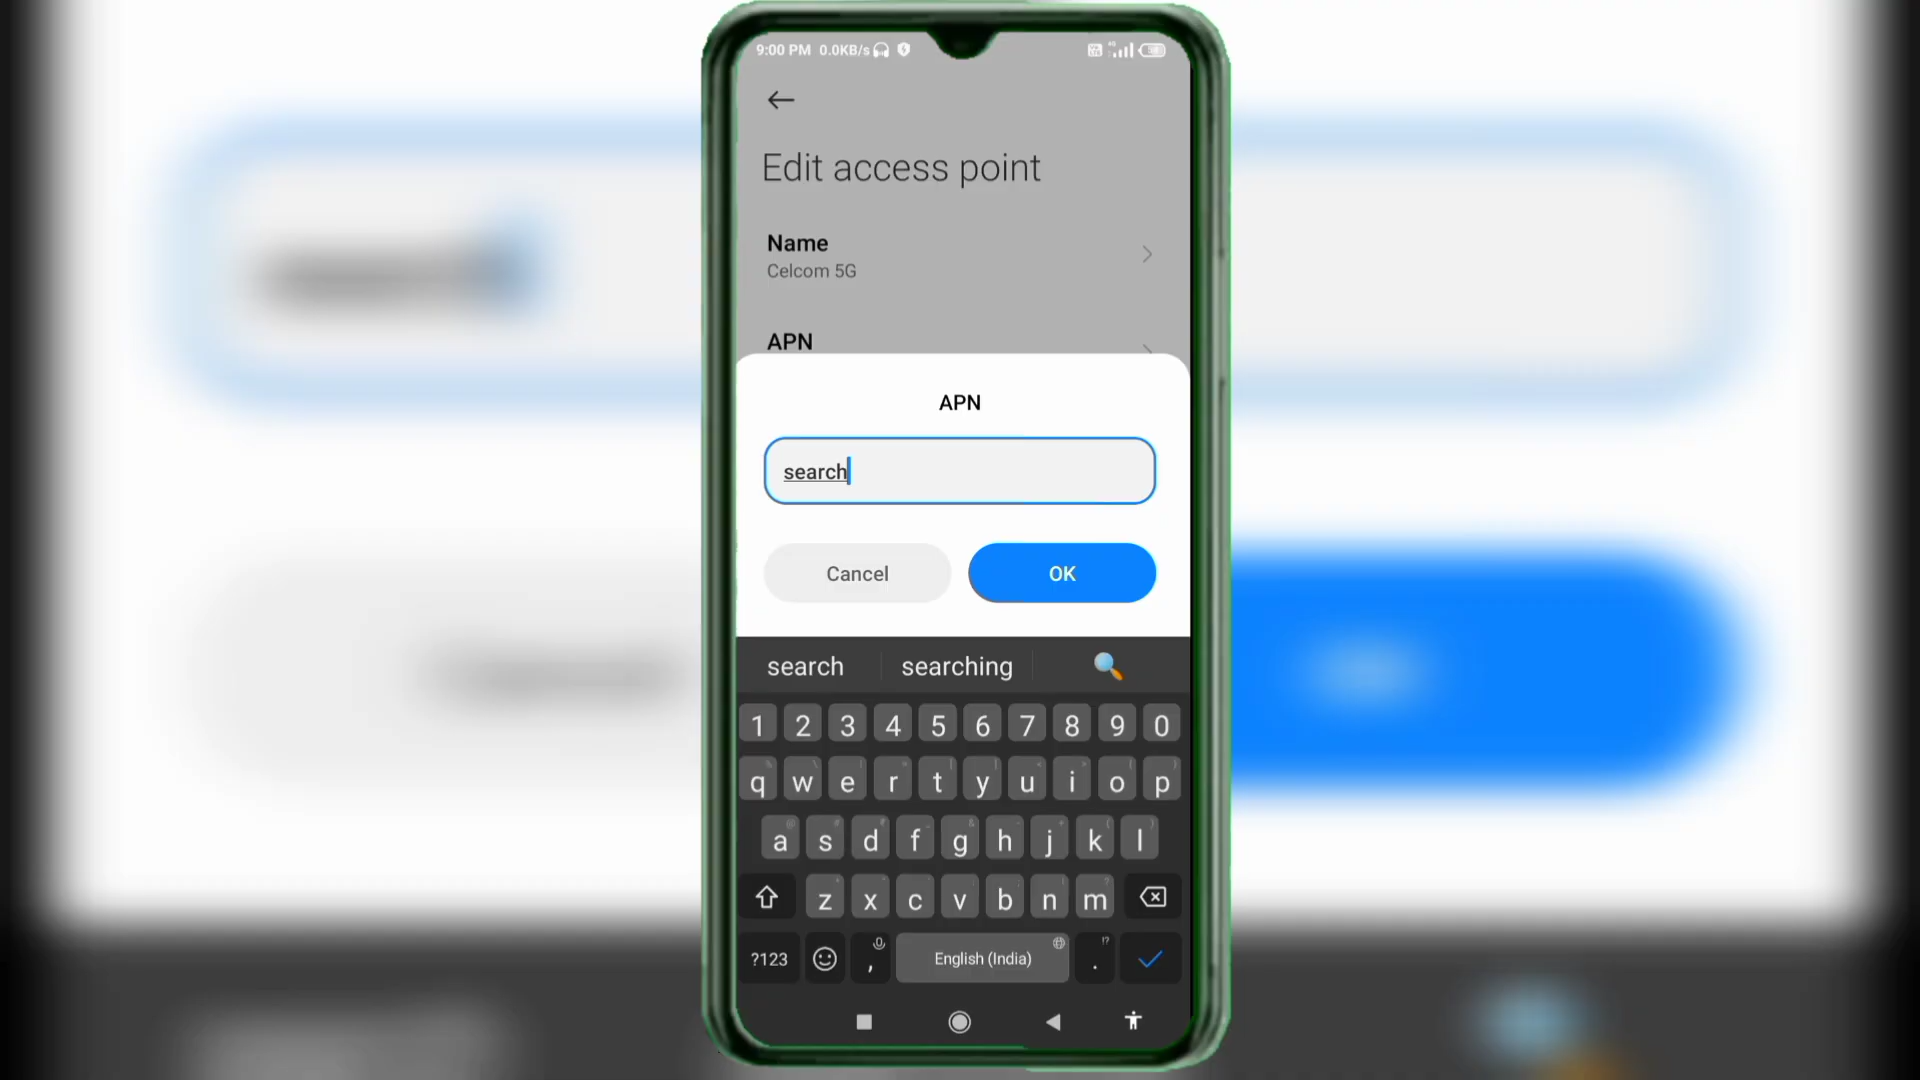 9:00 PM 0.0KB/s
Edit access point
Name
Celcom 5G
APN
APN
search
Cancel OK
search searching
1 2 3 4 5 6 7 8 9 0
q w e r t y u i o p
a s d f g h j k l
z x c v b n m
?123 , English (India) .